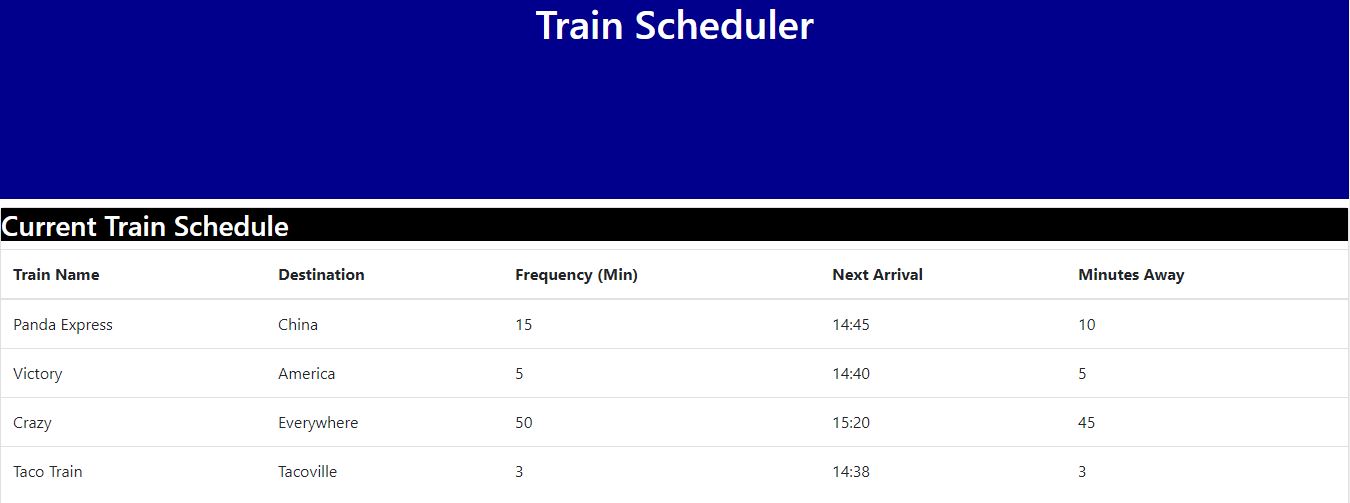 Train Scheduler
Current Train Schedule
Train Name Destination Frequency (Min) Next Arrival Minutes Away
Panda Express China 15 14:45 10
Victory America 5 14:40 5
Crazy Everywhere 50 15:20 45
Taco Train Tacoville 3 14:38 3